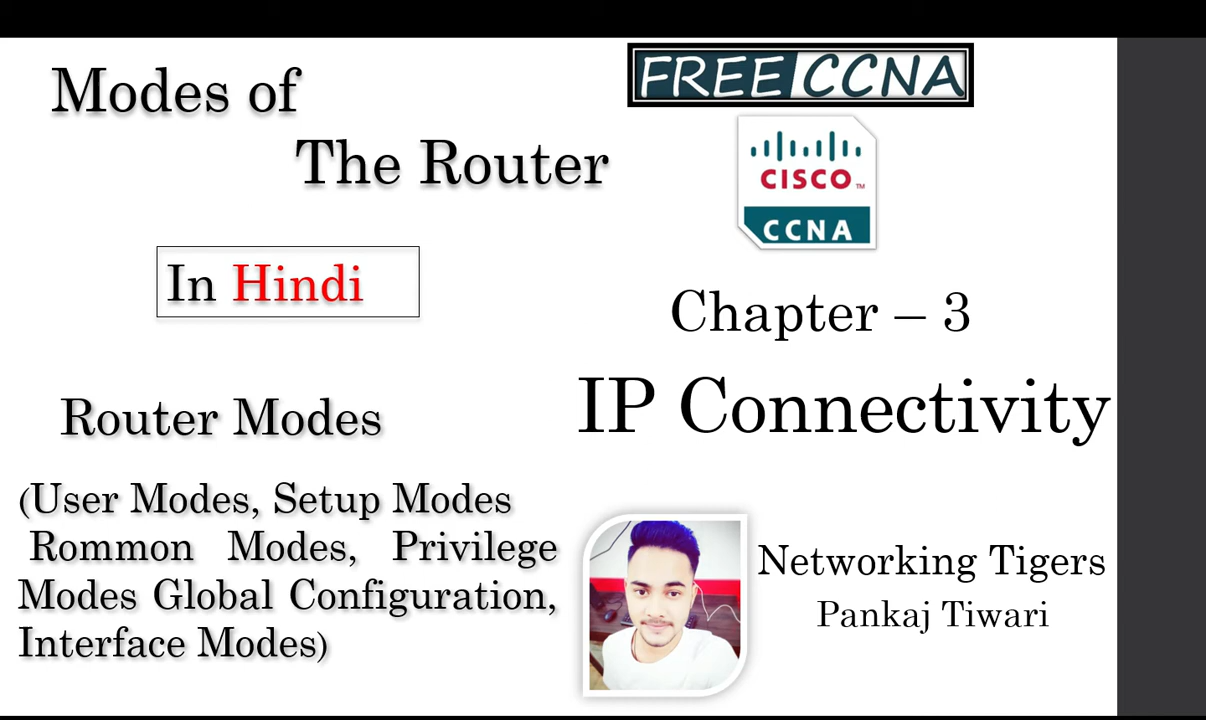 Modes of
The Router
In Hindi
Router Modes
(User Modes, Setup Modes
Rommon Modes, Privilege
Modes Global Configuration,
Interface Modes)
FREE CCNA
CISCO™
CCNA
Chapter – 3
IP Connectivity
Networking Tigers
Pankaj Tiwari